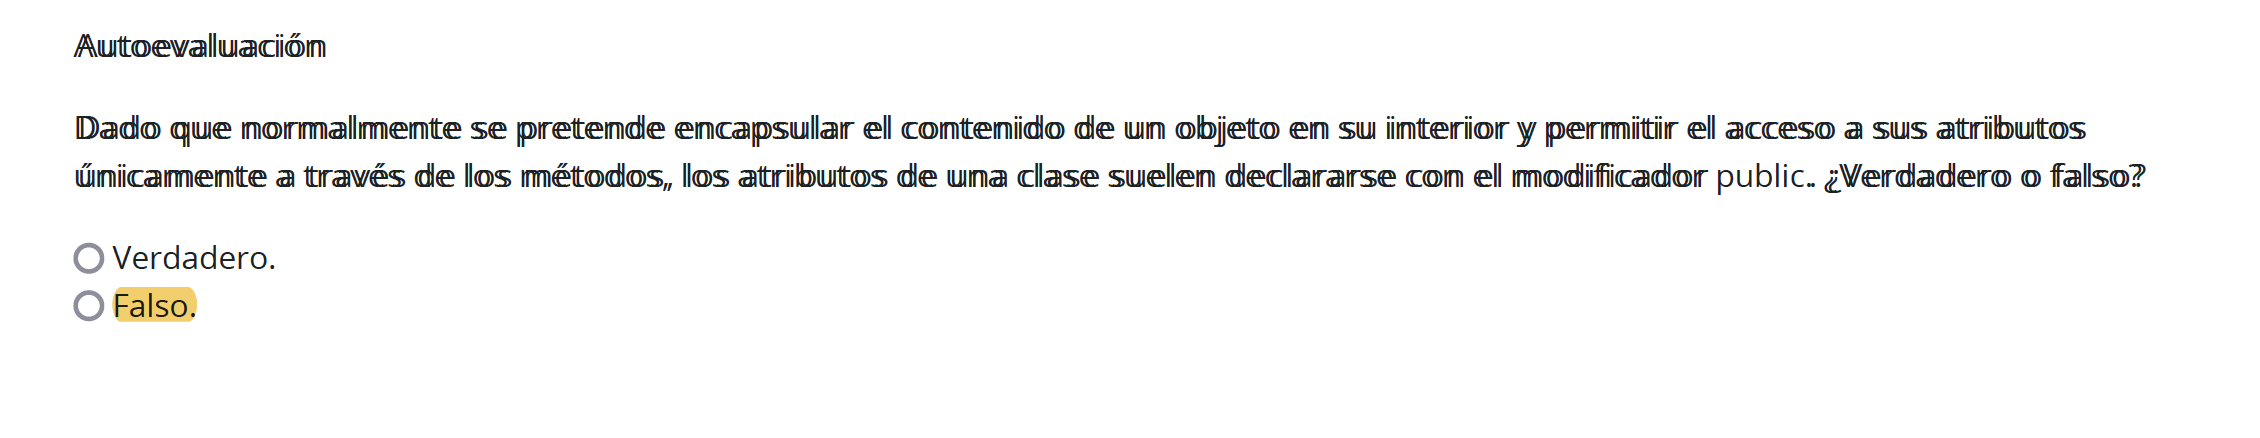 Autoevaluación
Dado que normalmente se pretende encapsular el contenido de un objeto en su interior y permitir el acceso a sus atributos
únicamente a través de los métodos, los atributos de una clase suelen declararse con el modificador public. ¿Verdadero o falso?
Verdadero.
Falso.